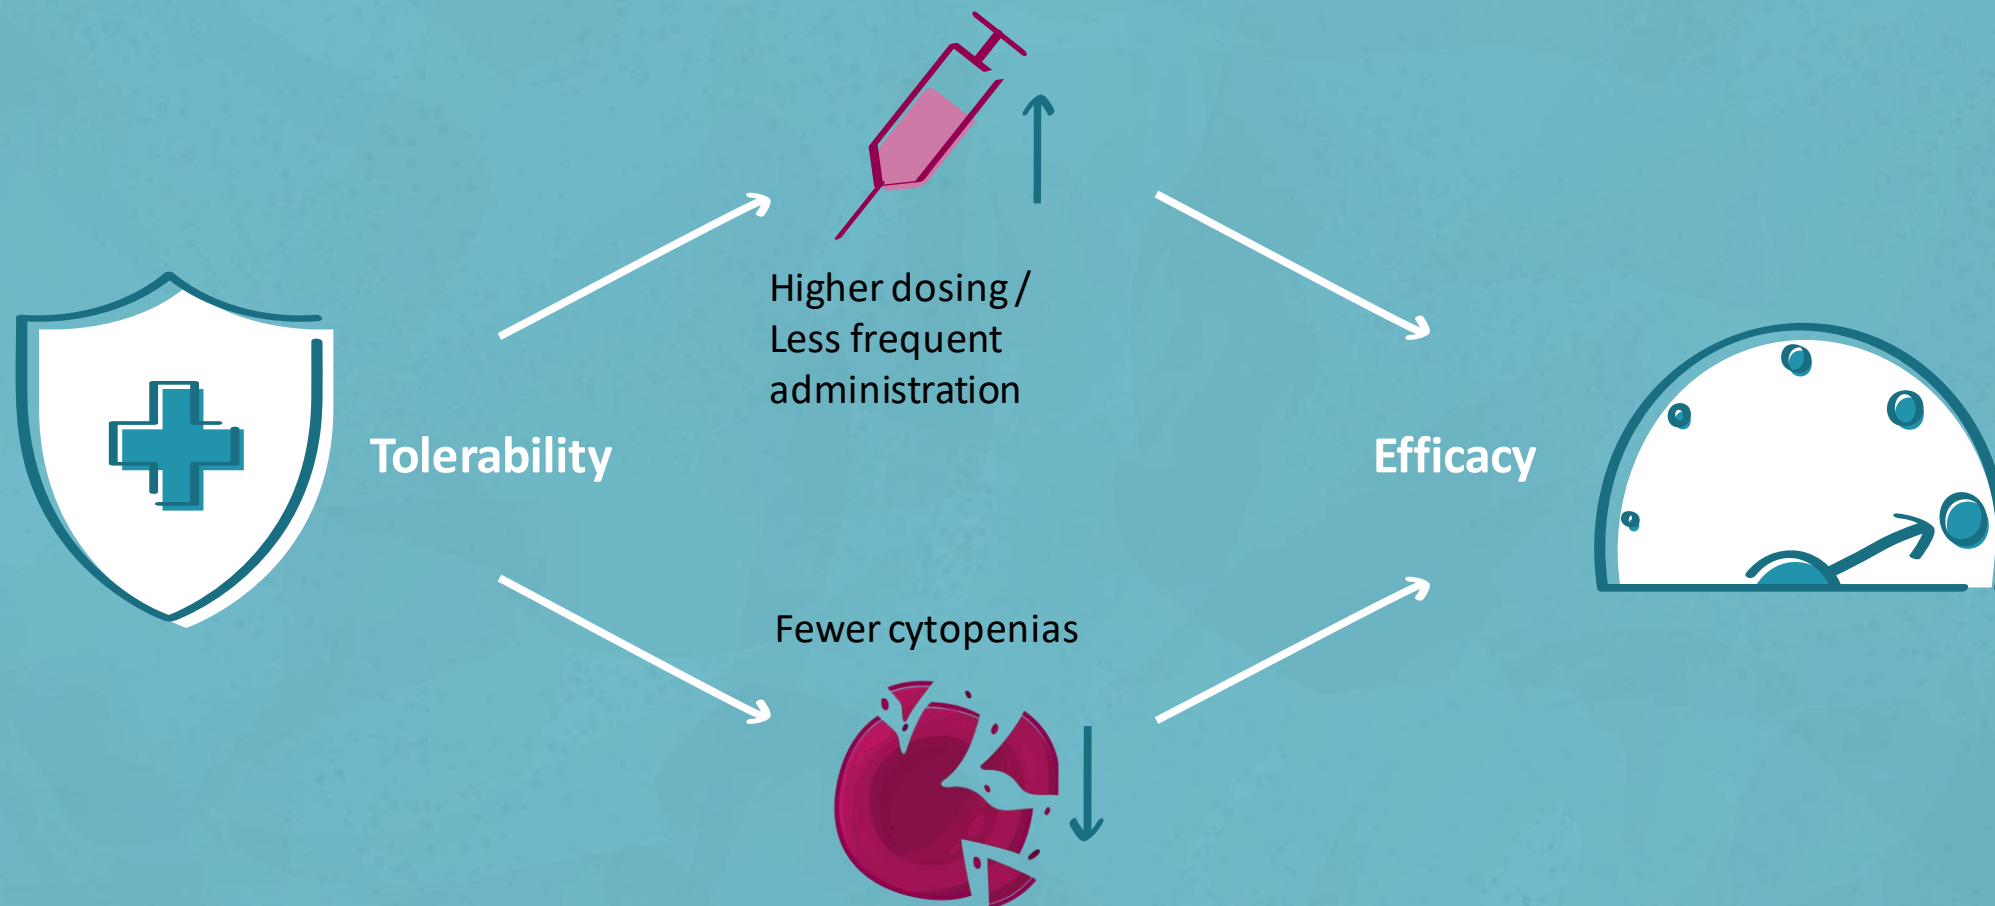 Higher dosing /
Less frequent
administration
Tolerability
Efficacy
Fewer cytopenias